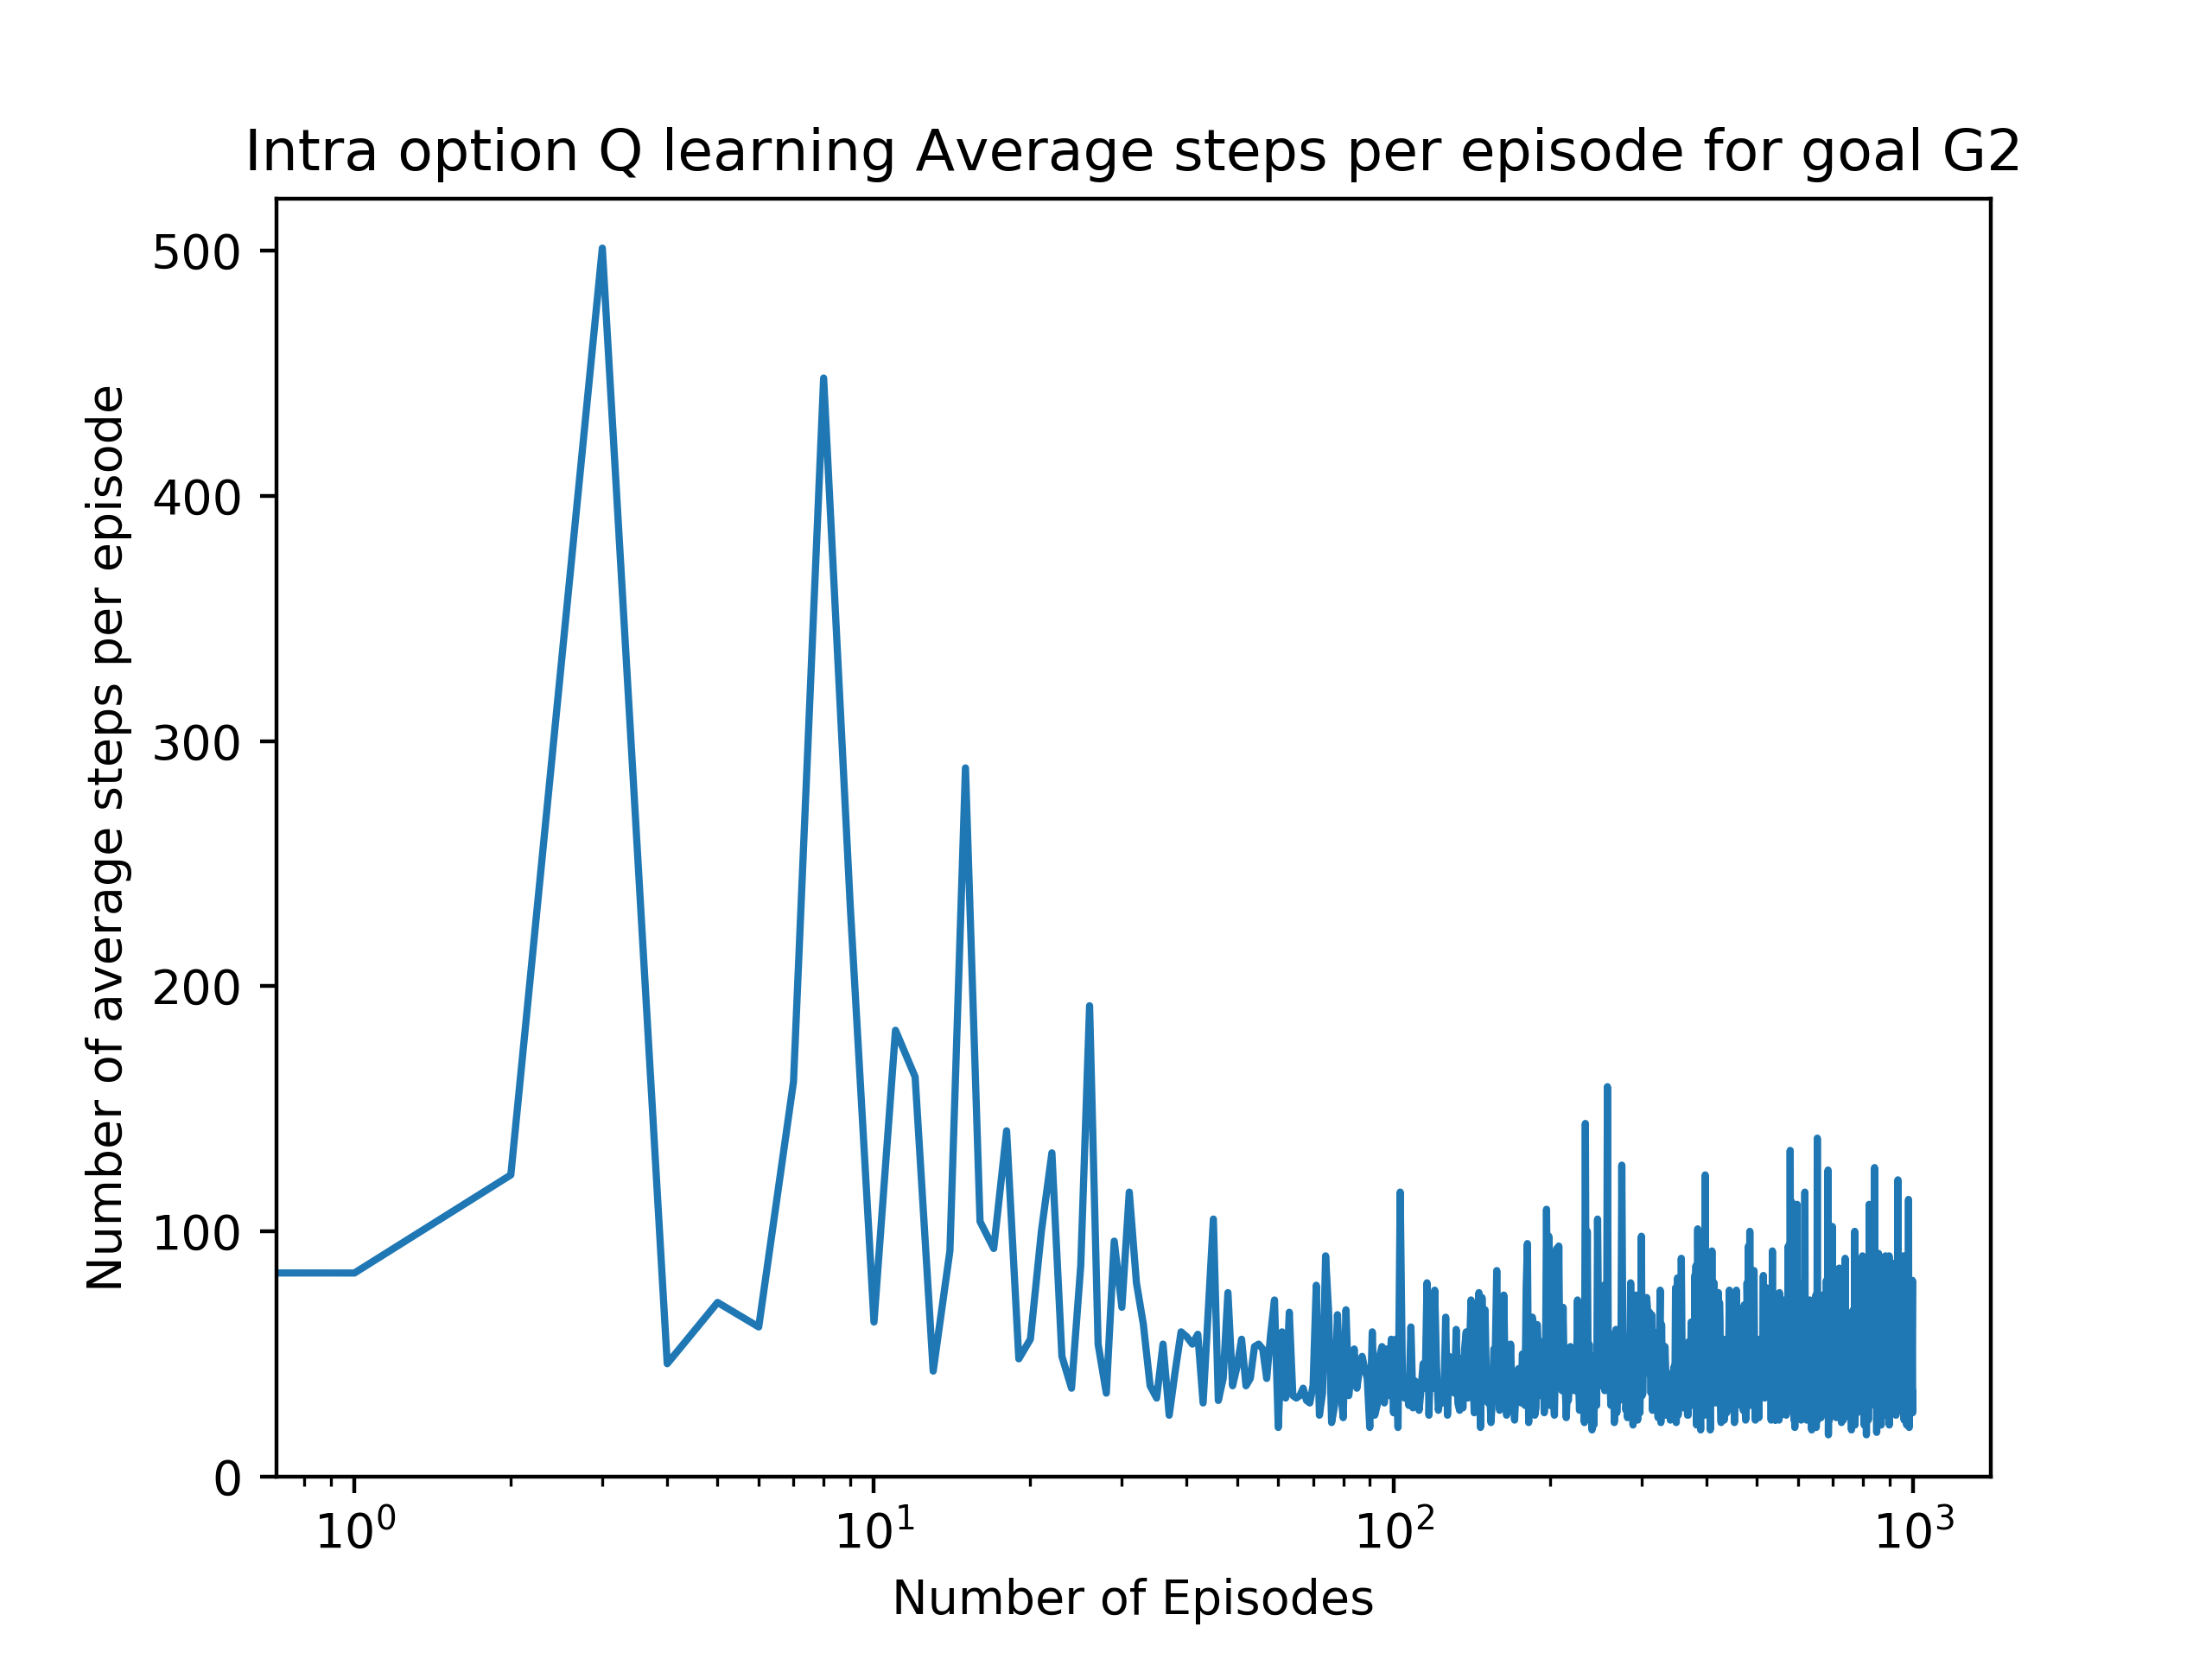 Intra option Q learning Average steps per episode for goal G2
Number of average steps per episode
500
400
300
200
100
0
10⁰ 10¹ 10² 10³
Number of Episodes